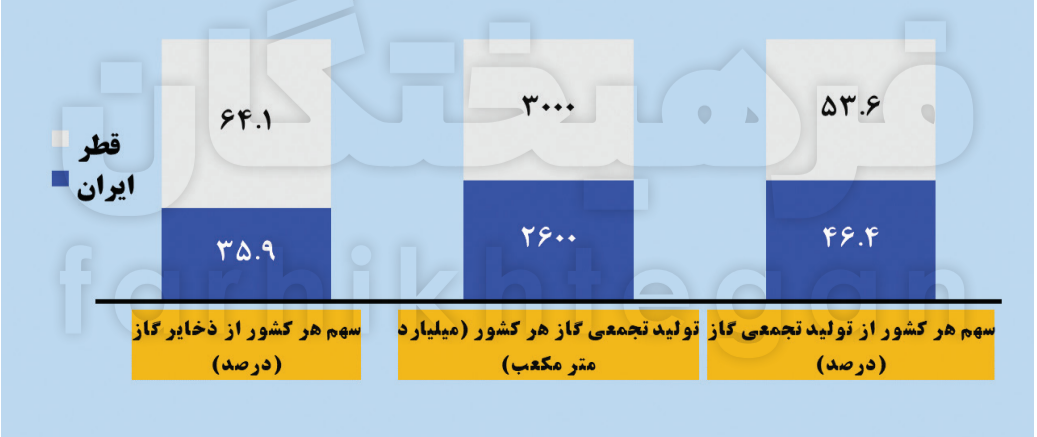 فرهیختگان
farhikhtegan
قطر
ایران
۵۳.۶
۴۶.۴
سهم هر کشور از تولید تجمعی گاز
(درصد)
۳۰۰۰
۲۶۰۰
تولید تجمعی گاز هر کشور (میلیارد
متر مکعب)
۶۴.۱
۳۵.۹
سهم هر کشور از ذخایر گاز
(درصد)